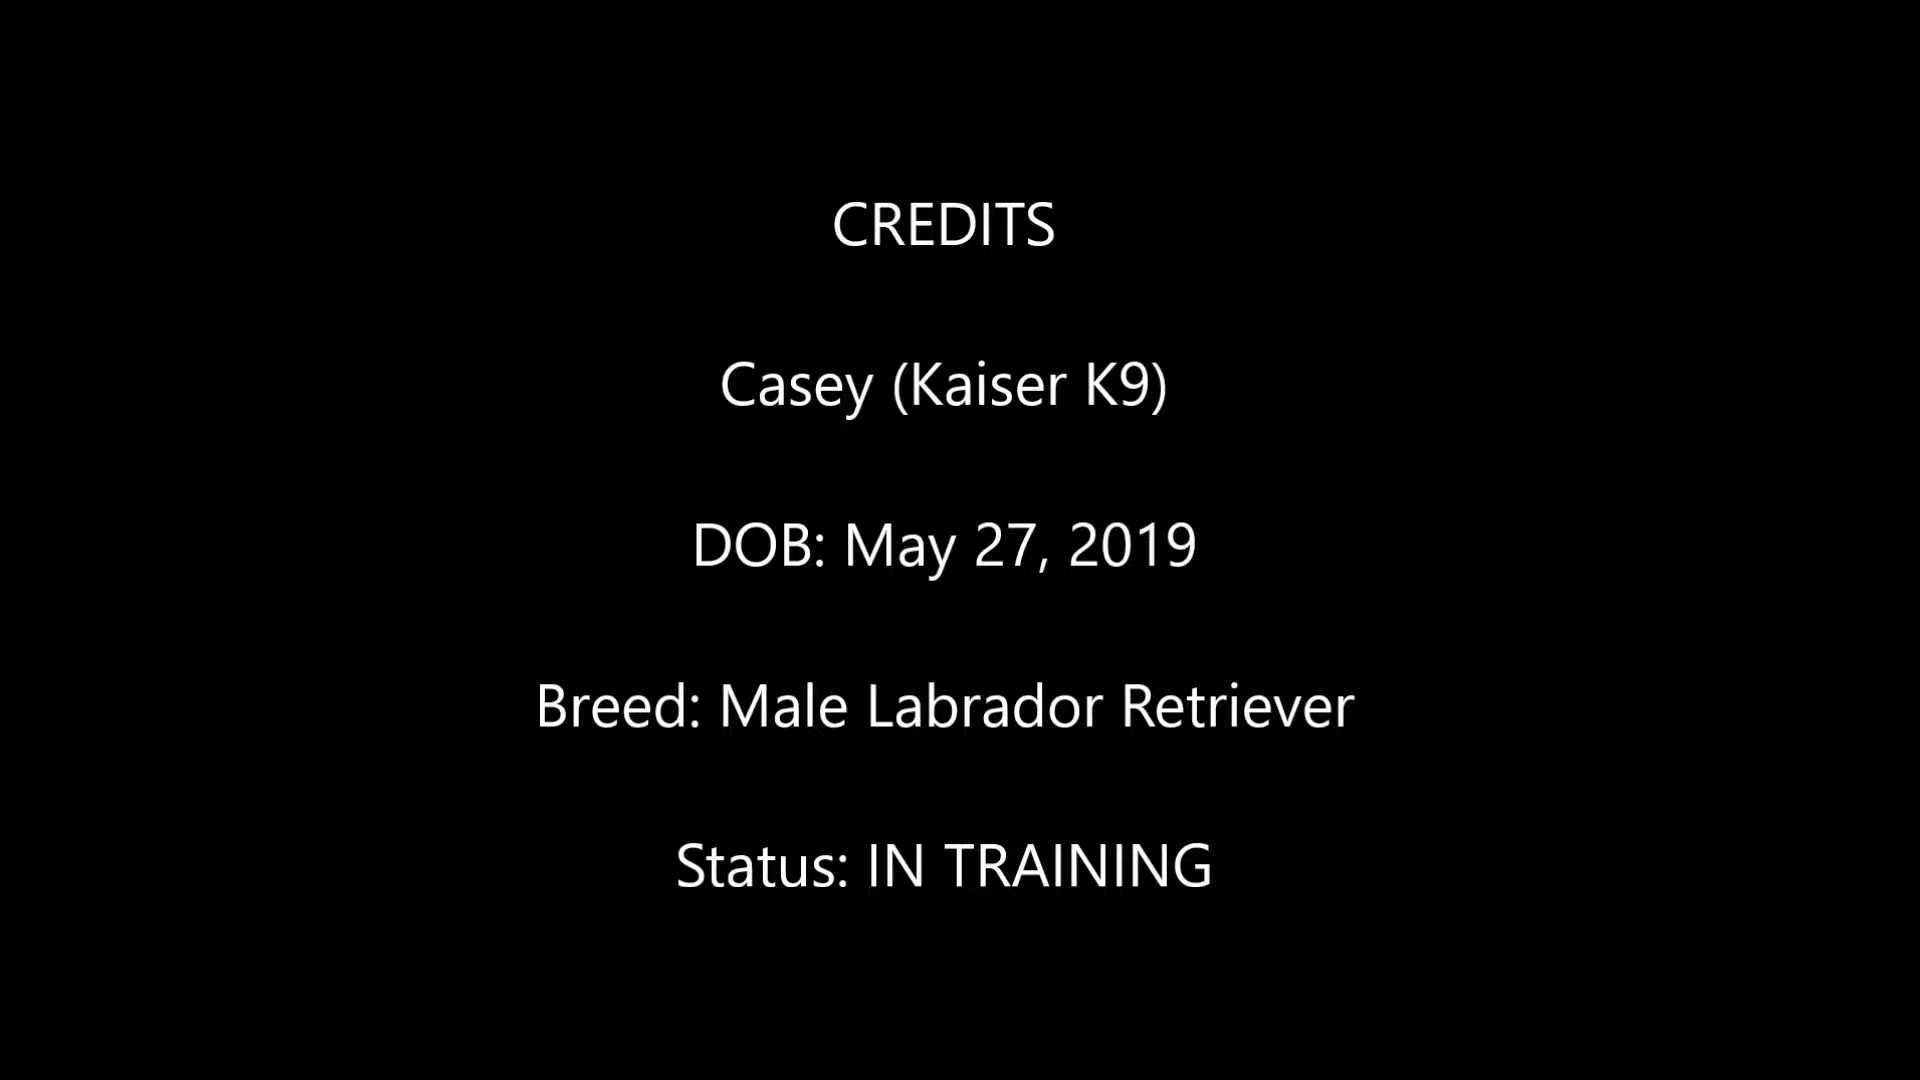 CREDITS
Casey (Kaiser K9)
DOB: May 27, 2019
Breed: Male Labrador Retriever
Status: IN TRAINING